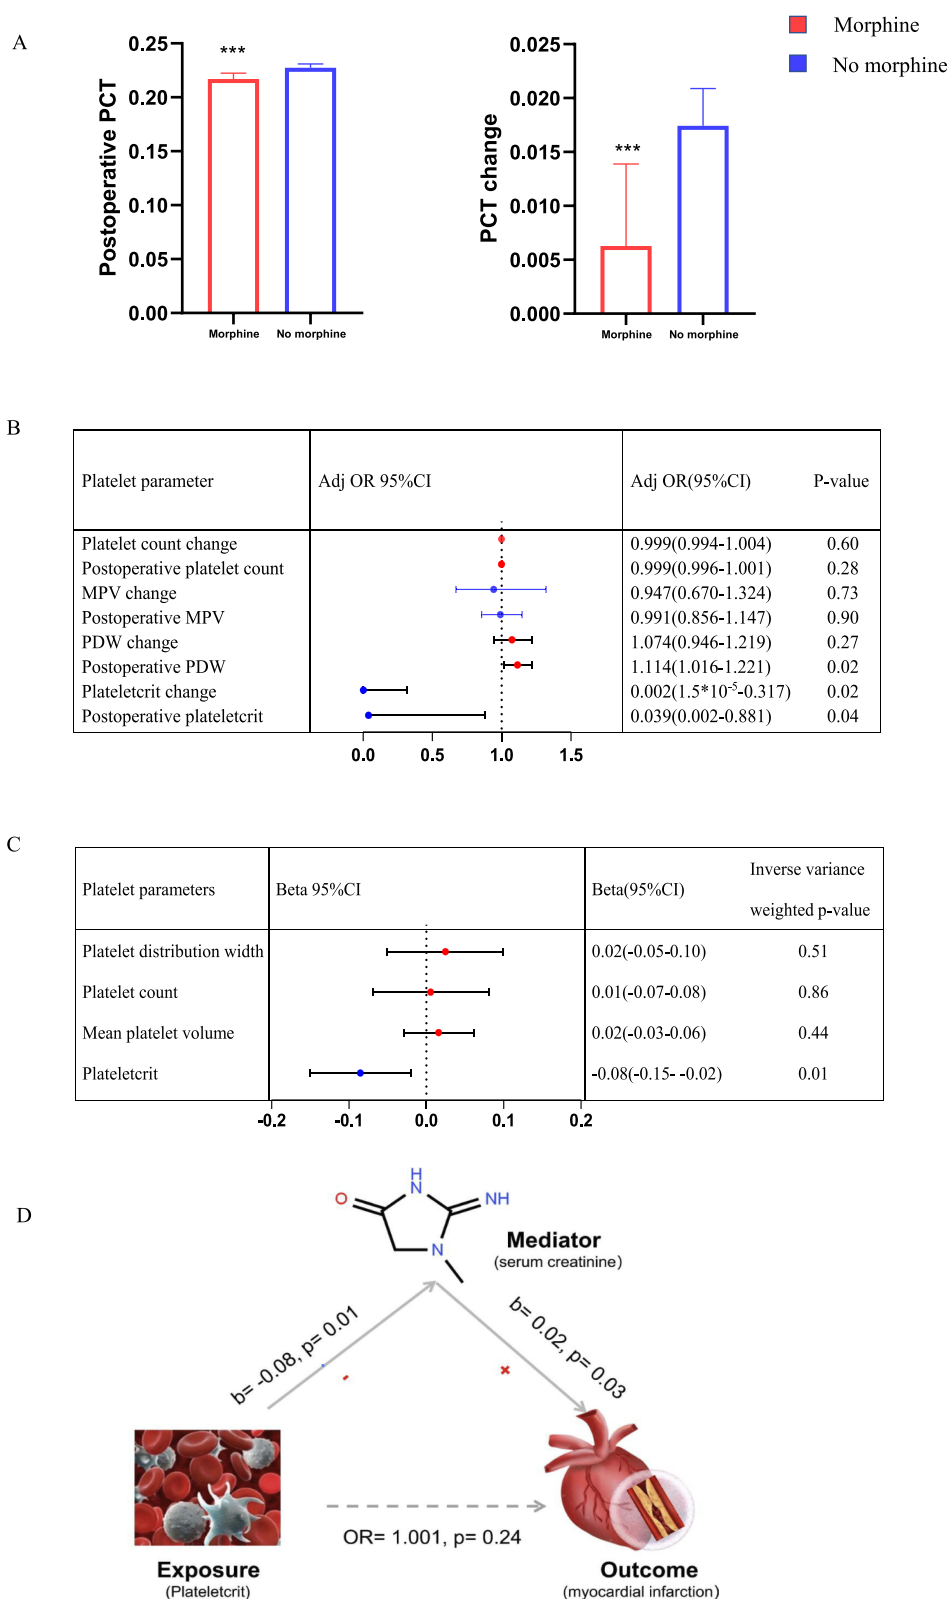 A
Morphine
No morphine
0.25
0.20
0.15
0.10
0.05
0.00
Postoperative PCT
***
Morphine
No morphine
0.025
0.020
0.015
0.010
0.005
0.000
PCT change
***
Morphine
No morphine
B
Platelet parameter Adj OR 95%CI Adj OR(95%CI) P-value
Platelet count change 0.999(0.994-1.004) 0.60
Postoperative platelet count 0.999(0.996-1.001) 0.28
MPV change 0.947(0.670-1.324) 0.73
Postoperative MPV 0.991(0.856-1.147) 0.90
PDW change 1.074(0.946-1.219) 0.27
Postoperative PDW 1.114(1.016-1.221) 0.02
Plateletcrit change 0.002(1.5*10⁻⁵-0.317) 0.02
Postoperative plateletcrit 0.039(0.002-0.881) 0.04
0.0 0.5 1.0 1.5
C
Platelet parameters Beta 95%CI Beta(95%CI) Inverse variance
weighted p-value
Platelet distribution width 0.02(-0.05-0.10) 0.51
Platelet count 0.01(-0.07-0.08) 0.86
Mean platelet volume 0.02(-0.03-0.06) 0.44
Plateletcrit -0.08(-0.15- -0.02) 0.01
-0.2 -0.1 0.0 0.1 0.2
D
H
N
O
NH
N
Mediator
(serum creatinine)
b= -0.08, p= 0.01
b= 0.02, p= 0.03
OR= 1.001, p= 0.24
Exposure
(Plateletcrit)
Outcome
(myocardial infarction)